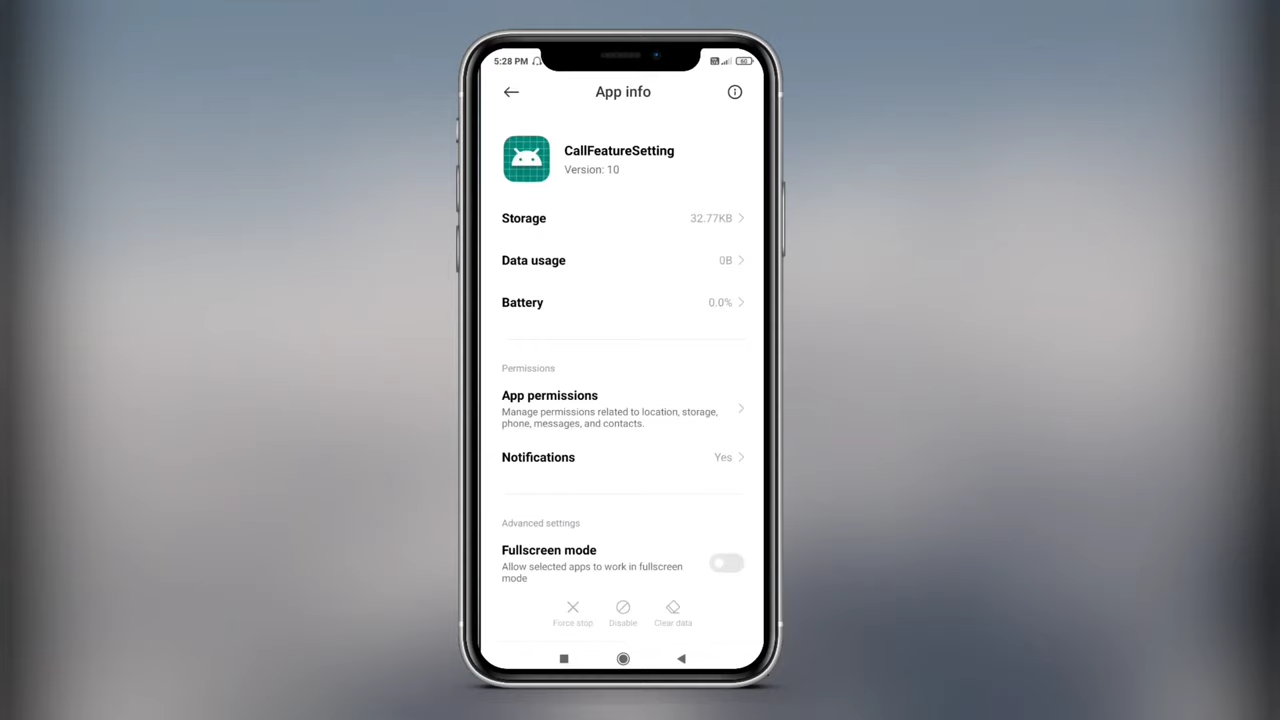 5:28 PM
60
App info
CallFeatureSetting
Version: 10
Storage
32.77KB
Data usage
0B
Battery
0.0%
Permissions
App permissions
Manage permissions related to location, storage,
phone, messages, and contacts.
Notifications
Yes
Advanced settings
Fullscreen mode
Allow selected apps to work in fullscreen
mode
Force stop
Disable
Clear data